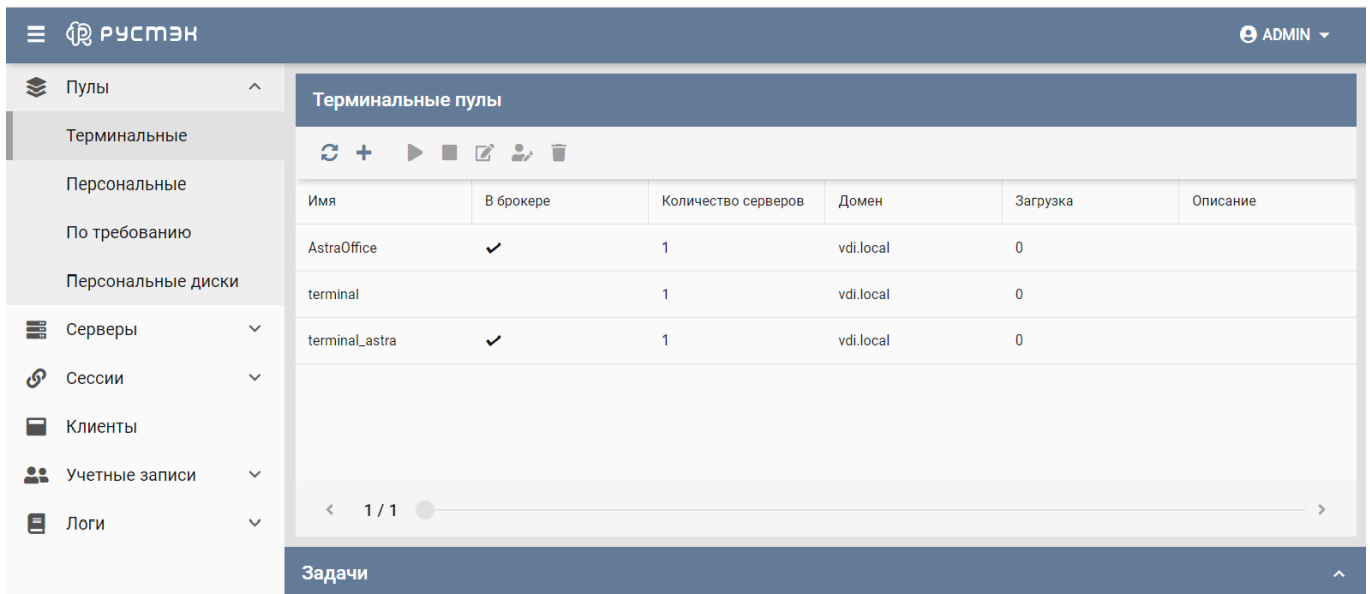 РУСТЭК
ADMIN
Пулы
Терминальные
Персональные
По требованию
Персональные диски
Серверы
Сессии
Клиенты
Учетные записи
Логи
Терминальные пулы
Имя В брокере Количество серверов Домен Загрузка Описание
AstraOffice 1 vdi.local 0
terminal 1 vdi.local 0
terminal_astra 1 vdi.local 0
1 / 1
Задачи